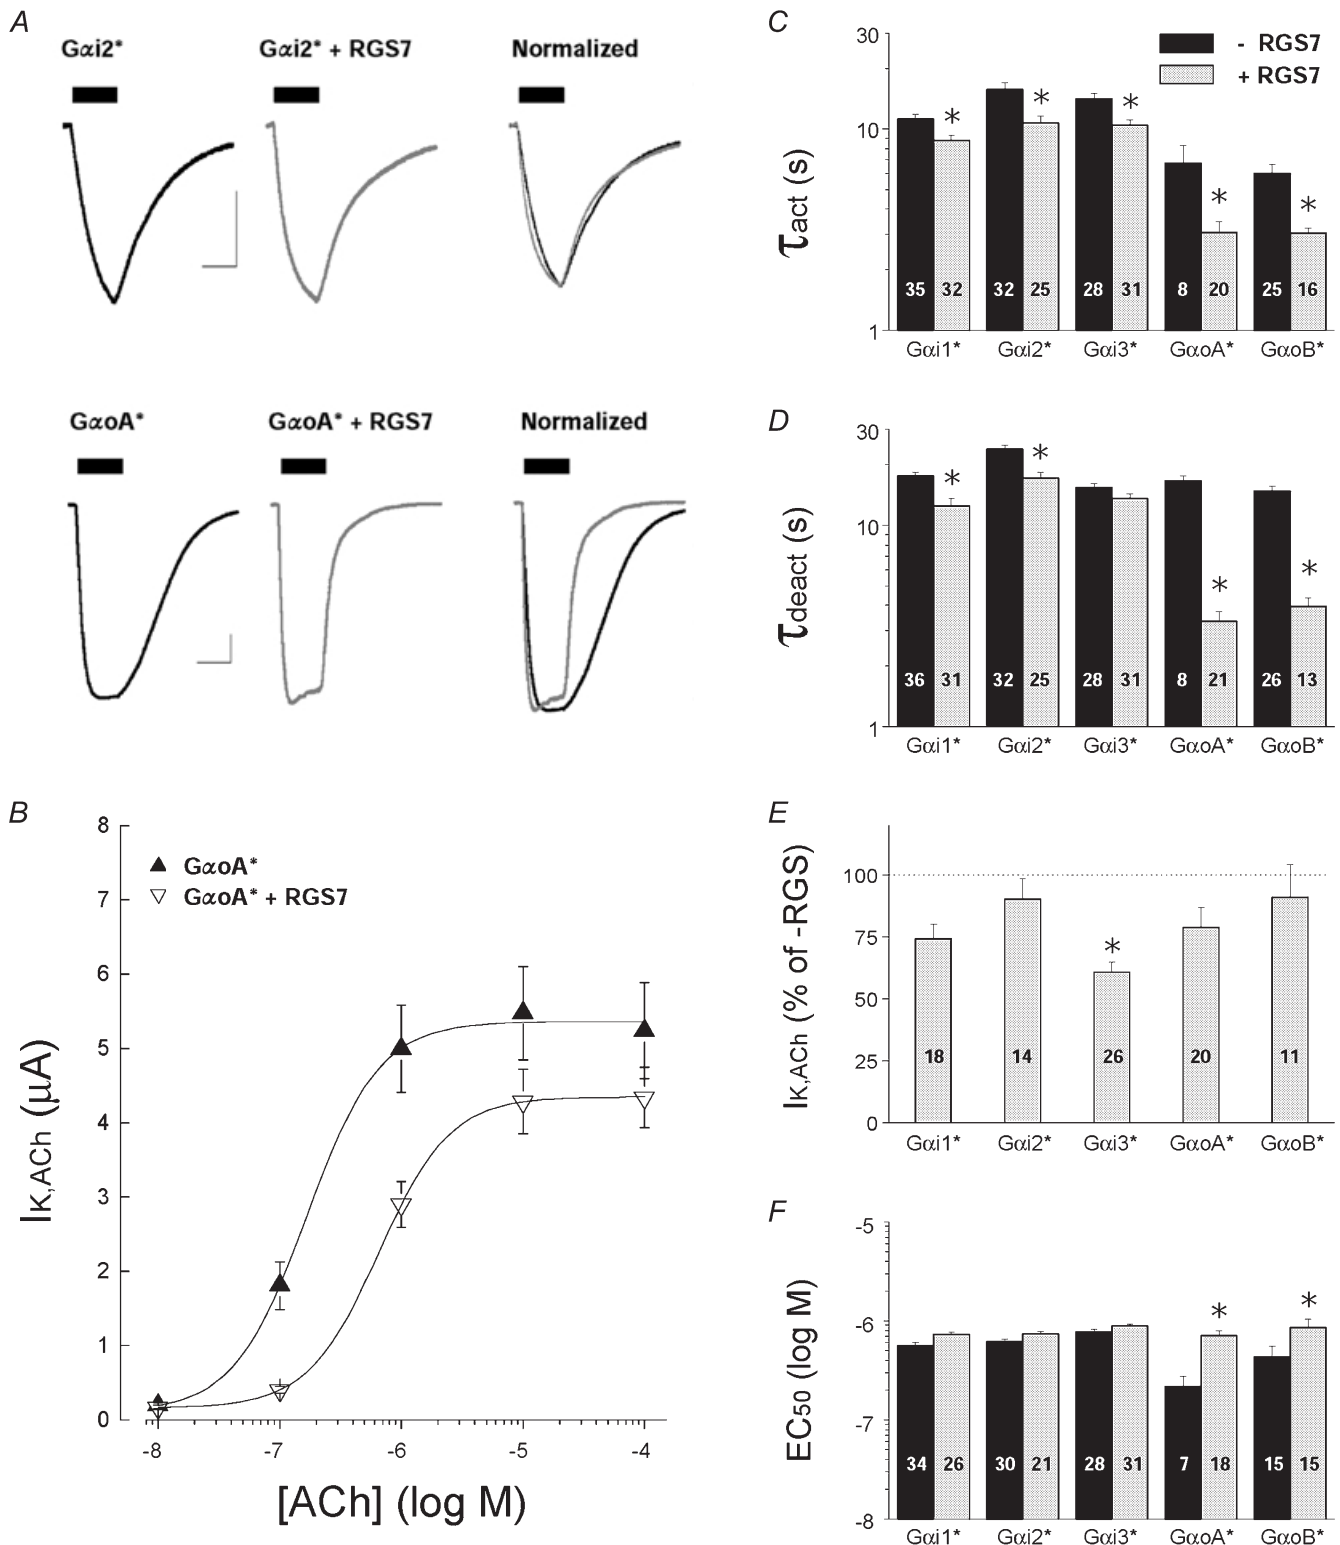 A
Gαi2*
Gαi2* + RGS7
Normalized
GαoA*
GαoA* + RGS7
Normalized
B
8
7
6
5
4
3
2
1
0
GαoA*
GαoA* + RGS7
IK,ACh (μA)
-8
-7
-6
-5
-4
[ACh] (log M)
C
- RGS7
+ RGS7
30
10
1
τact (s)
*
*
*
*
*
35
32
32
25
28
31
8
20
25
16
Gαi1*
Gαi2*
Gαi3*
GαoA*
GαoB*
D
30
10
1
τdeact (s)
*
*
*
*
36
31
32
25
28
31
8
21
26
13
Gαi1*
Gαi2*
Gαi3*
GαoA*
GαoB*
E
100
75
50
25
0
IK,ACh (% of -RGS)
*
18
14
26
20
11
Gαi1*
Gαi2*
Gαi3*
GαoA*
GαoB*
F
-5
-6
-7
-8
EC50 (log M)
*
*
34
26
30
21
28
31
7
18
15
15
Gαi1*
Gαi2*
Gαi3*
GαoA*
GαoB*